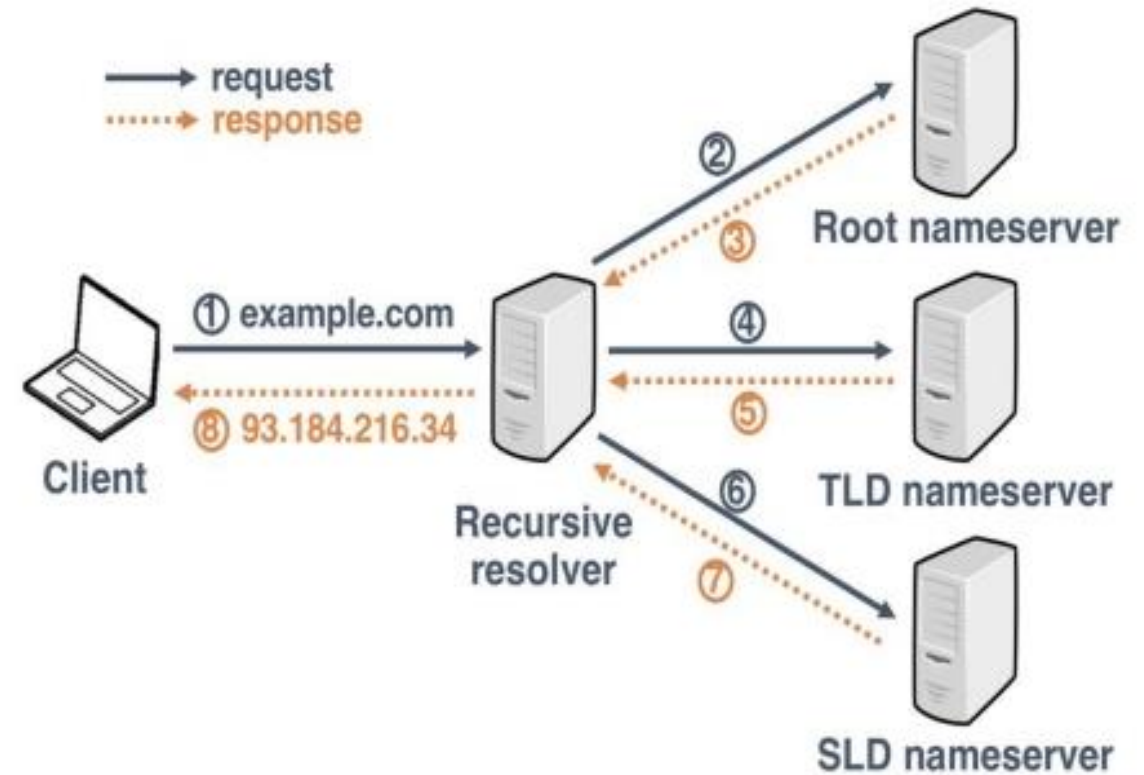 request
response
②
③
Root nameserver
① example.com
④
⑧ 93.184.216.34
⑤
Client
TLD nameserver
⑥
Recursive
resolver
⑦
SLD nameserver